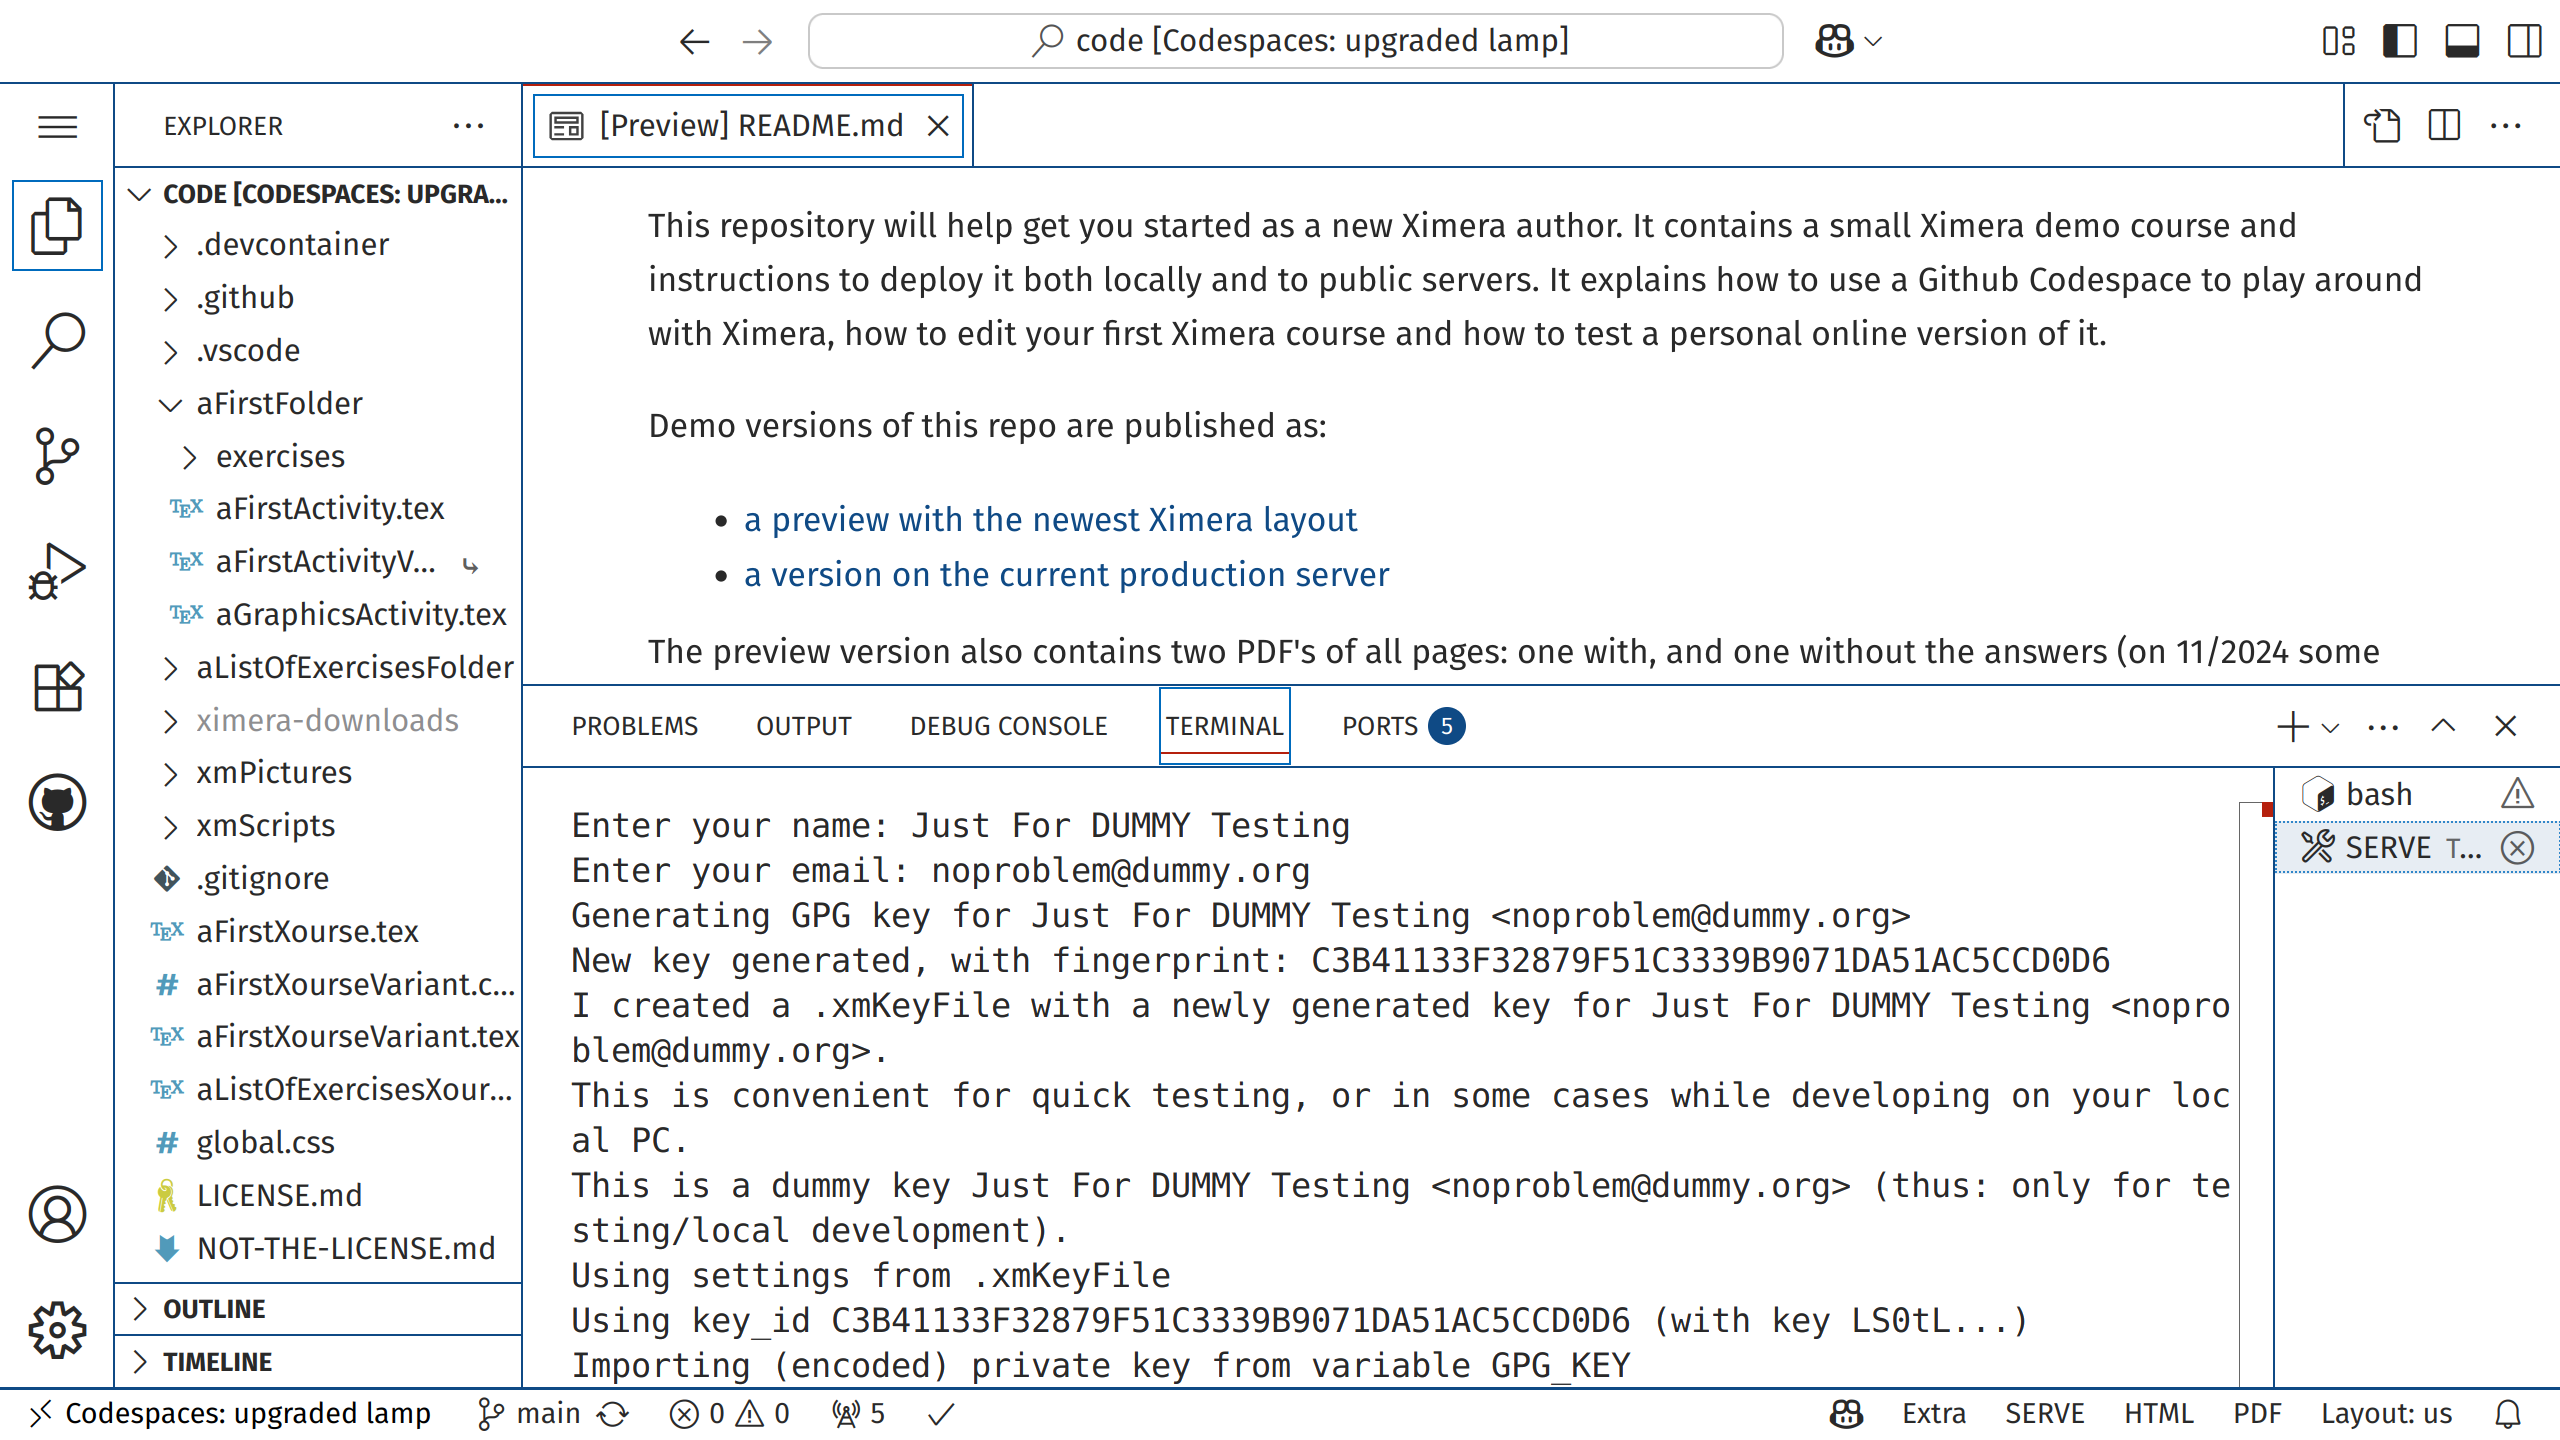 code [Codespaces: upgraded lamp]
EXPLORER
[Preview] README.md
CODE [CODESPACES: UPGRA...
.devcontainer
.github
.vscode
aFirstFolder
exercises
aFirstActivity.tex
aFirstActivityV...
aGraphicsActivity.tex
aListOfExercisesFolder
ximera-downloads
xmPictures
xmScripts
.gitignore
aFirstXourse.tex
aFirstXourseVariant.c...
aFirstXourseVariant.tex
aListOfExercisesXour...
global.css
LICENSE.md
NOT-THE-LICENSE.md
OUTLINE
TIMELINE
This repository will help get you started as a new Ximera author. It contains a small Ximera demo course and
instructions to deploy it both locally and to public servers. It explains how to use a Github Codespace to play around
with Ximera, how to edit your first Ximera course and how to test a personal online version of it.
Demo versions of this repo are published as:
• a preview with the newest Ximera layout
• a version on the current production server
The preview version also contains two PDF's of all pages: one with, and one without the answers (on 11/2024 some
PROBLEMS OUTPUT DEBUG CONSOLE TERMINAL PORTS 5
Enter your name: Just For DUMMY Testing
Enter your email: noproblem@dummy.org
Generating GPG key for Just For DUMMY Testing <noproblem@dummy.org>
New key generated, with fingerprint: C3B41133F32879F51C3339B9071DA51AC5CCD0D6
I created a .xmKeyFile with a newly generated key for Just For DUMMY Testing <nopro
blem@dummy.org>.
This is convenient for quick testing, or in some cases while developing on your loc
al PC.
This is a dummy key Just For DUMMY Testing <noproblem@dummy.org> (thus: only for te
sting/local development).
Using settings from .xmKeyFile
Using key_id C3B41133F32879F51C3339B9071DA51AC5CCD0D6 (with key LS0tL...)
Importing (encoded) private key from variable GPG_KEY
bash
SERVE T...
Codespaces: upgraded lamp main 0 0 5 Extra SERVE HTML PDF Layout: us